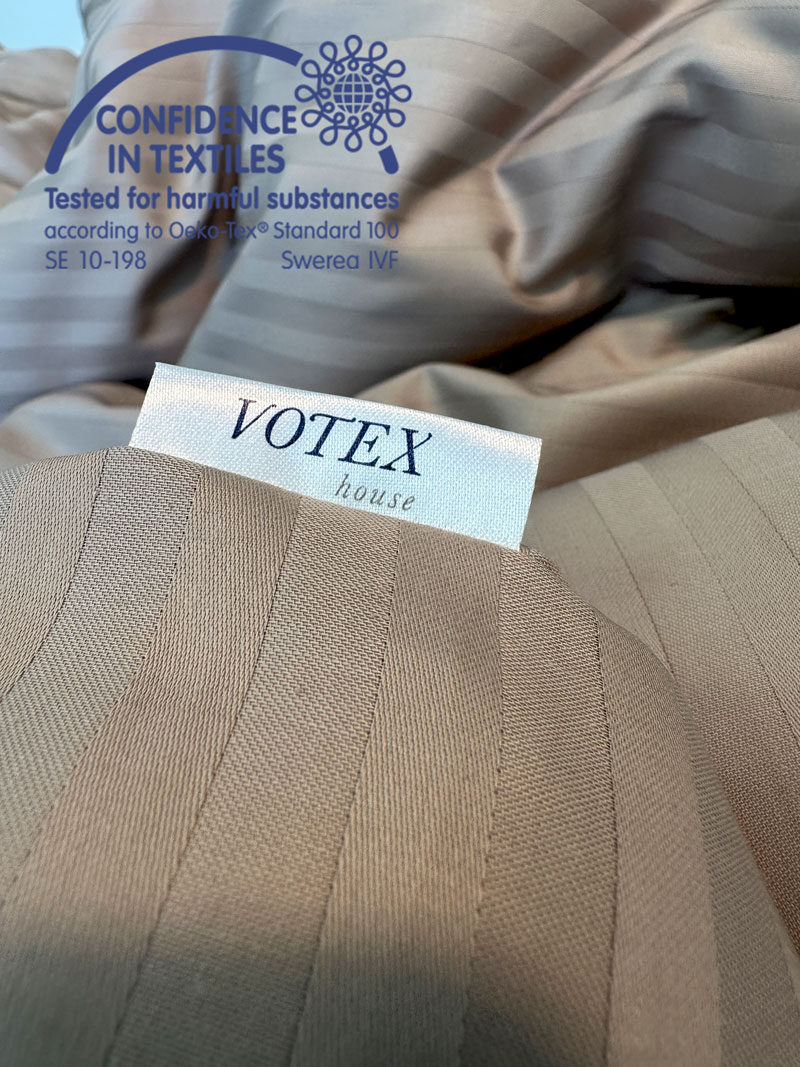 CONFIDENCE
IN TEXTILES
Tested for harmful substances
according to Oeko-Tex® Standard 100
SE 10-198 Swerea IVF
VOTEX
house